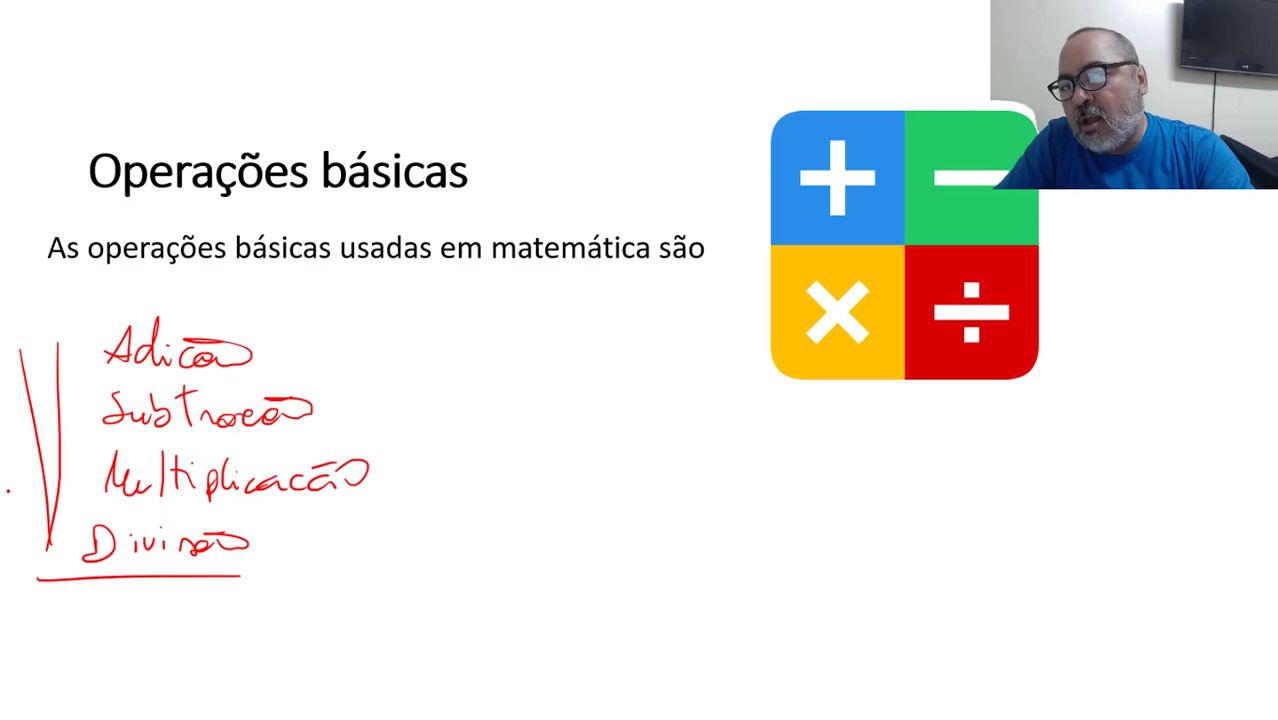 Operações básicas
As operações básicas usadas em matemática são
Adicão
Subtracão
Multiplicacão
Divisão